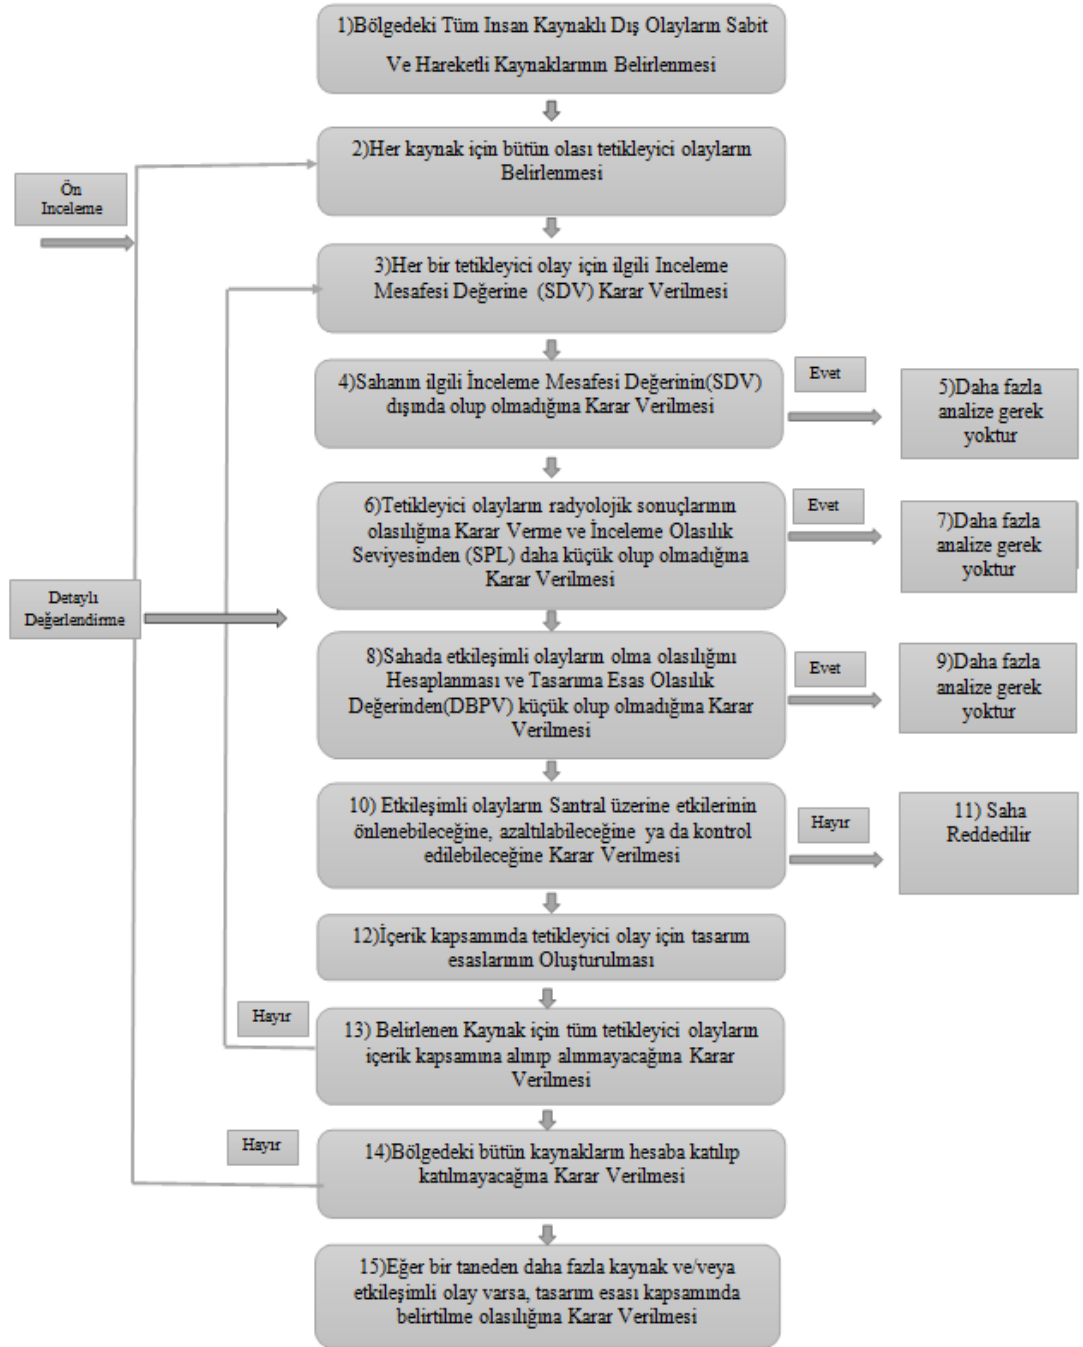 1)Bölgedeki Tüm Insan Kaynaklı Dış Olayların Sabit
Ve Hareketli Kaynaklarının Belirlenmesi
2)Her kaynak için bütün olası tetikleyici olayların
Belirlenmesi
Ön
Inceleme
3)Her bir tetikleyici olay için ilgili Inceleme
Mesafesi Değerine (SDV) Karar Verilmesi
4)Sahanın ilgili İnceleme Mesafesi Değerinin(SDV)
dışında olup olmadığına Karar Verilmesi
Evet
5)Daha fazla
analize gerek
yoktur
6)Tetikleyici olayların radyolojik sonuçlarının
olasılığına Karar Verme ve İnceleme Olasılık
Seviyesinden (SPL) daha küçük olup olmadığına
Karar Verilmesi
Evet
7)Daha fazla
analize gerek
yoktur
Detaylı
Değerlendirme
8)Sahada etkileşimli olayların olma olasılığını
Hesaplanması ve Tasarıma Esas Olasılık
Değerinden(DBPV) küçük olup olmadığına Karar
Verilmesi
Evet
9)Daha fazla
analize gerek
yoktur
10) Etkileşimli olayların Santral üzerine etkilerinin
önlenebileceğine, azaltılabileceğine ya da kontrol
edilebileceğine Karar Verilmesi
Hayır
11) Saha
Reddedilir
12)İçerik kapsamında tetikleyici olay için tasarım
esaslarının Oluşturulması
Hayır
13) Belirlenen Kaynak için tüm tetikleyici olayların
içerik kapsamına alınıp alınmayacağına Karar
Verilmesi
Hayır
14)Bölgedeki bütün kaynakların hesaba katılıp
katılmayacağına Karar Verilmesi
15)Eğer bir taneden daha fazla kaynak ve/veya
etkileşimli olay varsa, tasarım esası kapsamında
belirtilme olasılığına Karar Verilmesi